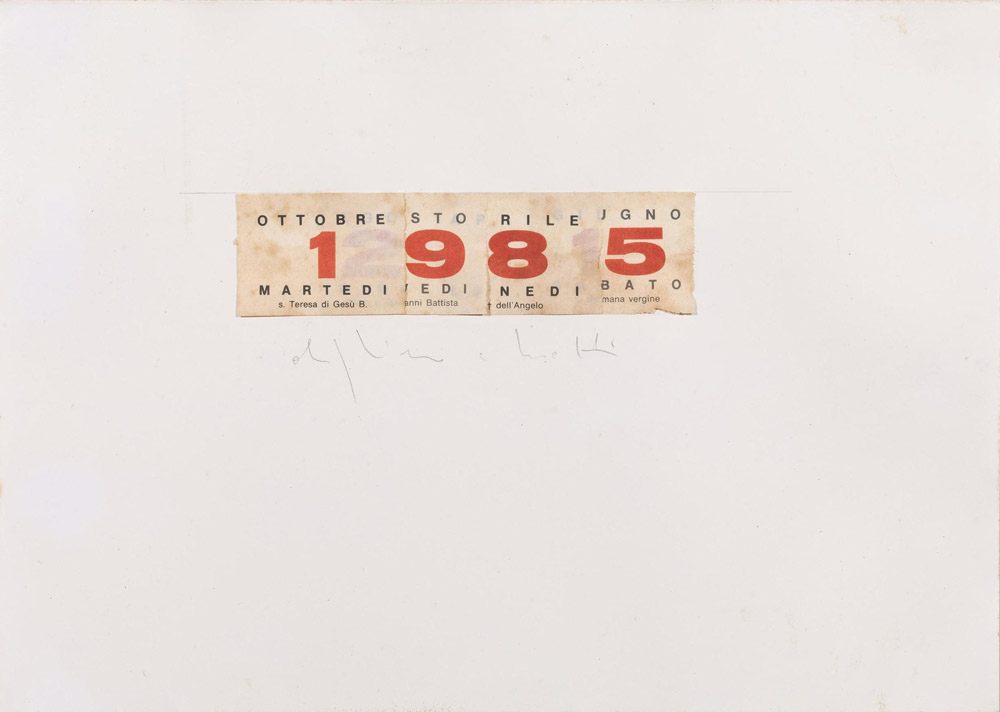 OTTOBRE STO RILE UGNO
1 9 8 5
MARTEDI VEDI NEDI BATO
s. Teresa di Gesù B. anni Battista dell'Angelo mana vergine